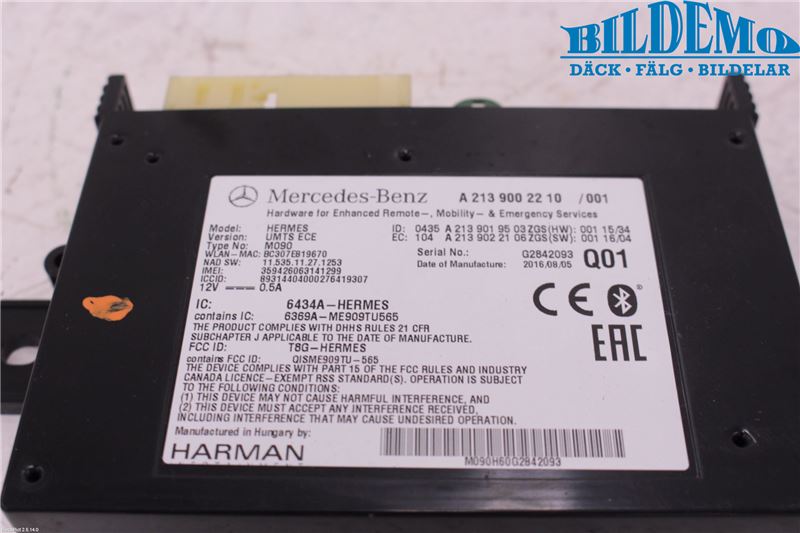 BILDEMO
DÄCK • FÄLG • BILDELAR
Mercedes-Benz A 213 900 22 10 /001
Hardware for Enhanced Remote-, Mobility- & Emergency Services
Model: HERMES ID: 0435 A 213 901 95 03 ZGS(HW): 001 15/34
Version: UMTS ECE EC: 104 A 213 902 21 06 ZGS(SW): 001 16/04
Type No: M090
WLAN-MAC: BC307E819670 Serial No.: G2842093
NAD SW: 11.535.11.27.1253 Date of Manufacture: 2016/08/05 Q01
IMEI: 359426063141299
ICCID: 89314404000276419307
12V 0.5A
IC: 6434A-HERMES
contains IC: 6369A-ME909TU565
CE EAC
THE PRODUCT COMPLIES WITH DHHS RULES 21 CFR
SUBCHAPTER J APPLICABLE TO THE DATE OF MANUFACTURE.
FCC ID: T8G-HERMES
contains FCC ID: QISME909TU-565
THE DEVICE COMPLIES WITH PART 15 OF THE FCC RULES AND INDUSTRY
CANADA LICENCE-EXEMPT RSS STANDARD(S). OPERATION IS SUBJECT
TO THE FOLLOWING CONDITIONS:
(1) THIS DEVICE MAY NOT CAUSE HARMFUL INTERFERENCE, AND
(2) THIS DEVICE MUST ACCEPT ANY INTERFERENCE RECEIVED,
INCLUDING INTERFERENCE THAT MAY CAUSE UNDESIRED OPERATION.
Manufactured in Hungary by:
HARMAN
M090H60G2842093